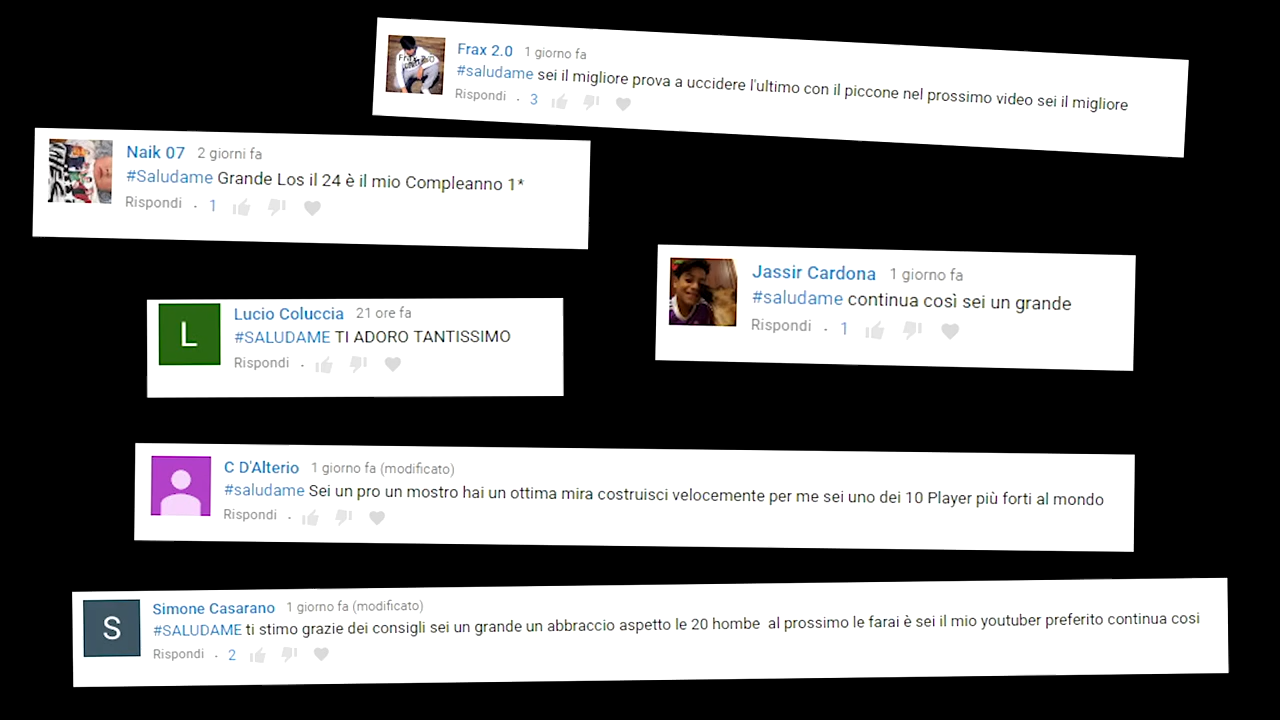 Frax 2.0 1 giorno fa
#saludame sei il migliore prova a uccidere l'ultimo con il piccone nel prossimo video sei il migliore
Rispondi . 3
Naik 07 2 giorni fa
#Saludame Grande Los il 24 è il mio Compleanno 1*
Rispondi . 1
Jassir Cardona 1 giorno fa
#saludame continua così sei un grande
Rispondi . 1
L
Lucio Coluccia 21 ore fa
#SALUDAME TI ADORO TANTISSIMO
Rispondi .
C D'Alterio 1 giorno fa (modificato)
#saludame Sei un pro un mostro hai un ottima mira costruisci velocemente per me sei uno dei 10 Player più forti al mondo
Rispondi .
S
Simone Casarano 1 giorno fa (modificato)
#SALUDAME ti stimo grazie dei consigli sei un grande un abbraccio aspetto le 20 hombe al prossimo le farai è sei il mio youtuber preferito continua cosi
Rispondi . 2